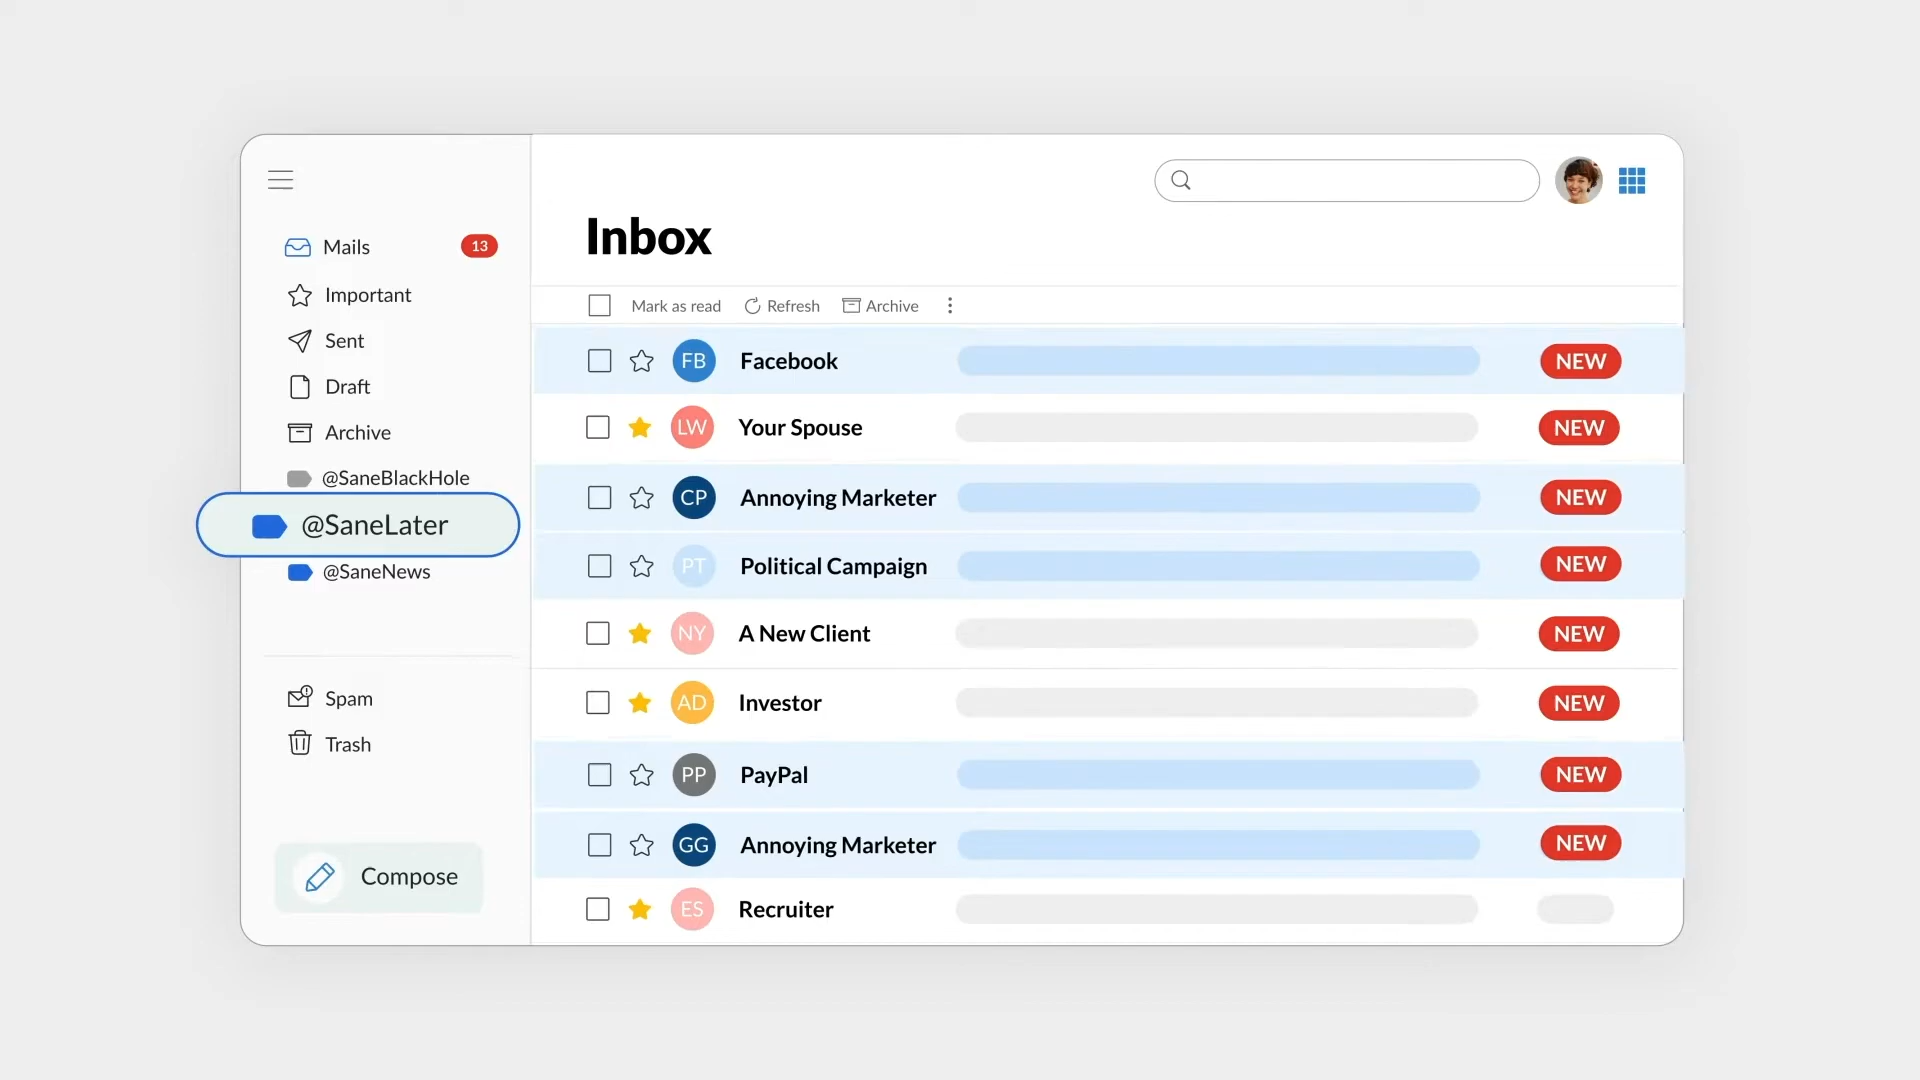 Mails 13
Important
Sent
Draft
Archive
@SaneBlackHole
@SaneLater
@SaneNews
Spam
Trash
Compose
Inbox
Mark as read Refresh Archive
FB Facebook NEW
LW Your Spouse NEW
CP Annoying Marketer NEW
PT Political Campaign NEW
NY A New Client NEW
AD Investor NEW
PP PayPal NEW
GG Annoying Marketer NEW
ES Recruiter